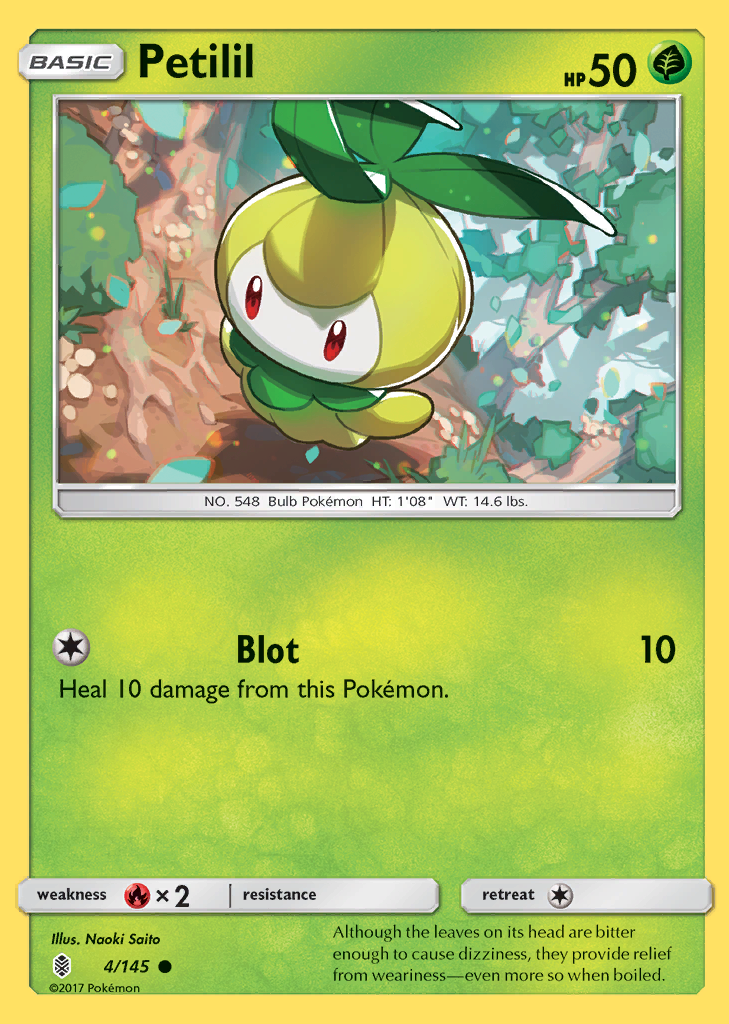 BASIC Petilil HP 50
NO. 548 Bulb Pokémon HT: 1'08" WT: 14.6 lbs.
Blot 10
Heal 10 damage from this Pokémon.
weakness × 2 resistance retreat
Illus. Naoki Saito
4/145
©2017 Pokémon
Although the leaves on its head are bitter
enough to cause dizziness, they provide relief
from weariness—even more so when boiled.